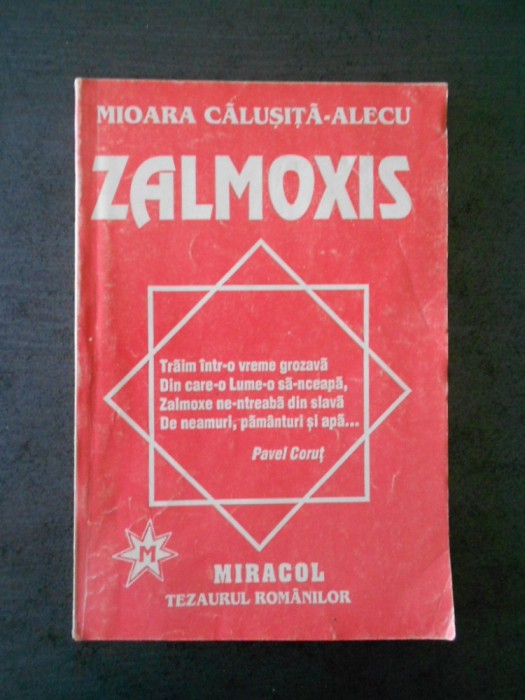 MIOARA CĂLUȘIȚĂ-ALECU
ZALMOXIS
Trăim într-o vreme grozavă
Din care-o Lume-o să-nceapă,
Zalmoxe ne-ntreabă din slavă
De neamuri, pământuri și apă...
Pavel Coruț
M
MIRACOL
TEZAURUL ROMÂNILOR